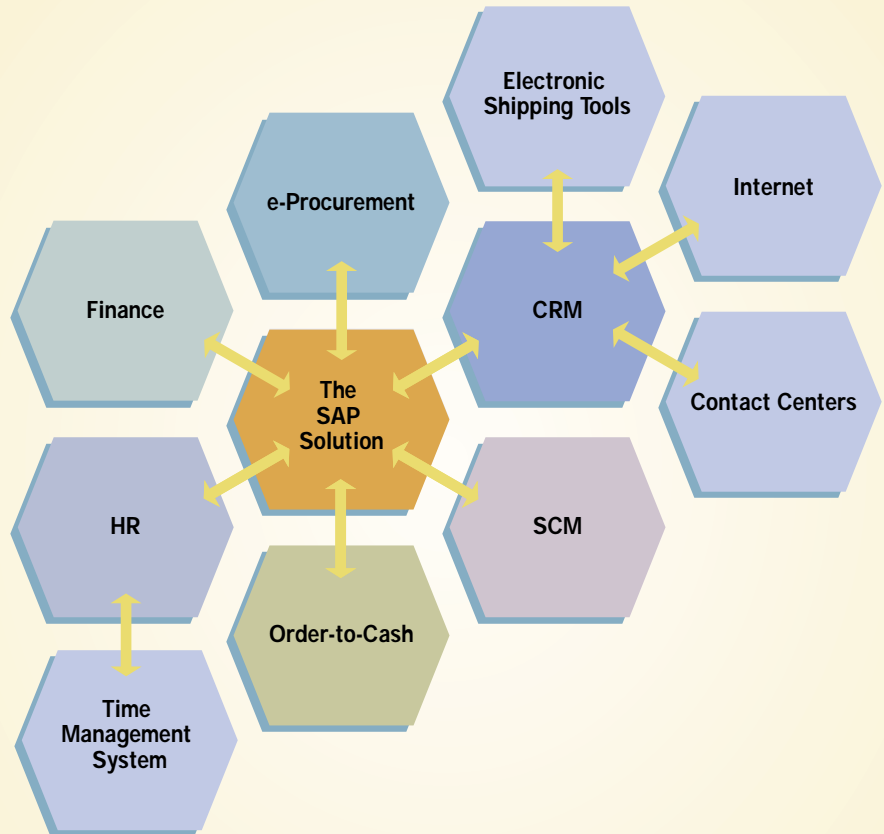 Electronic
Shipping Tools
Internet
e-Procurement
Finance
CRM
The
SAP
Solution
Contact Centers
HR
SCM
Order-to-Cash
Time
Management
System